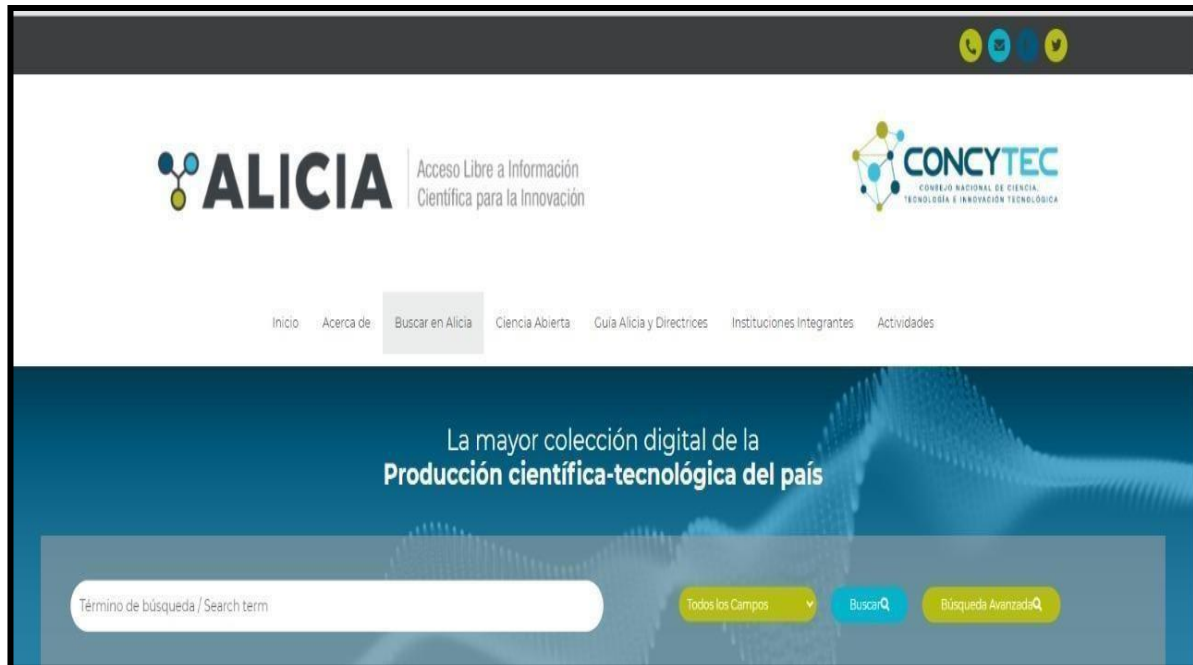 ALICIA
Acceso Libre a Información
Científica para la Innovación
CONCYTEC
CONSEJO NACIONAL DE CIENCIA,
TECNOLOGÍA E INNOVACIÓN TECNOLÓGICA
Inicio Acerca de Buscar en Alicia Ciencia Abierta Guía Alicia y Directrices Instituciones Integrantes Actividades
La mayor colección digital de la
Producción científica-tecnológica del país
Término de búsqueda / Search term Todos los Campos Buscar Búsqueda Avanzada